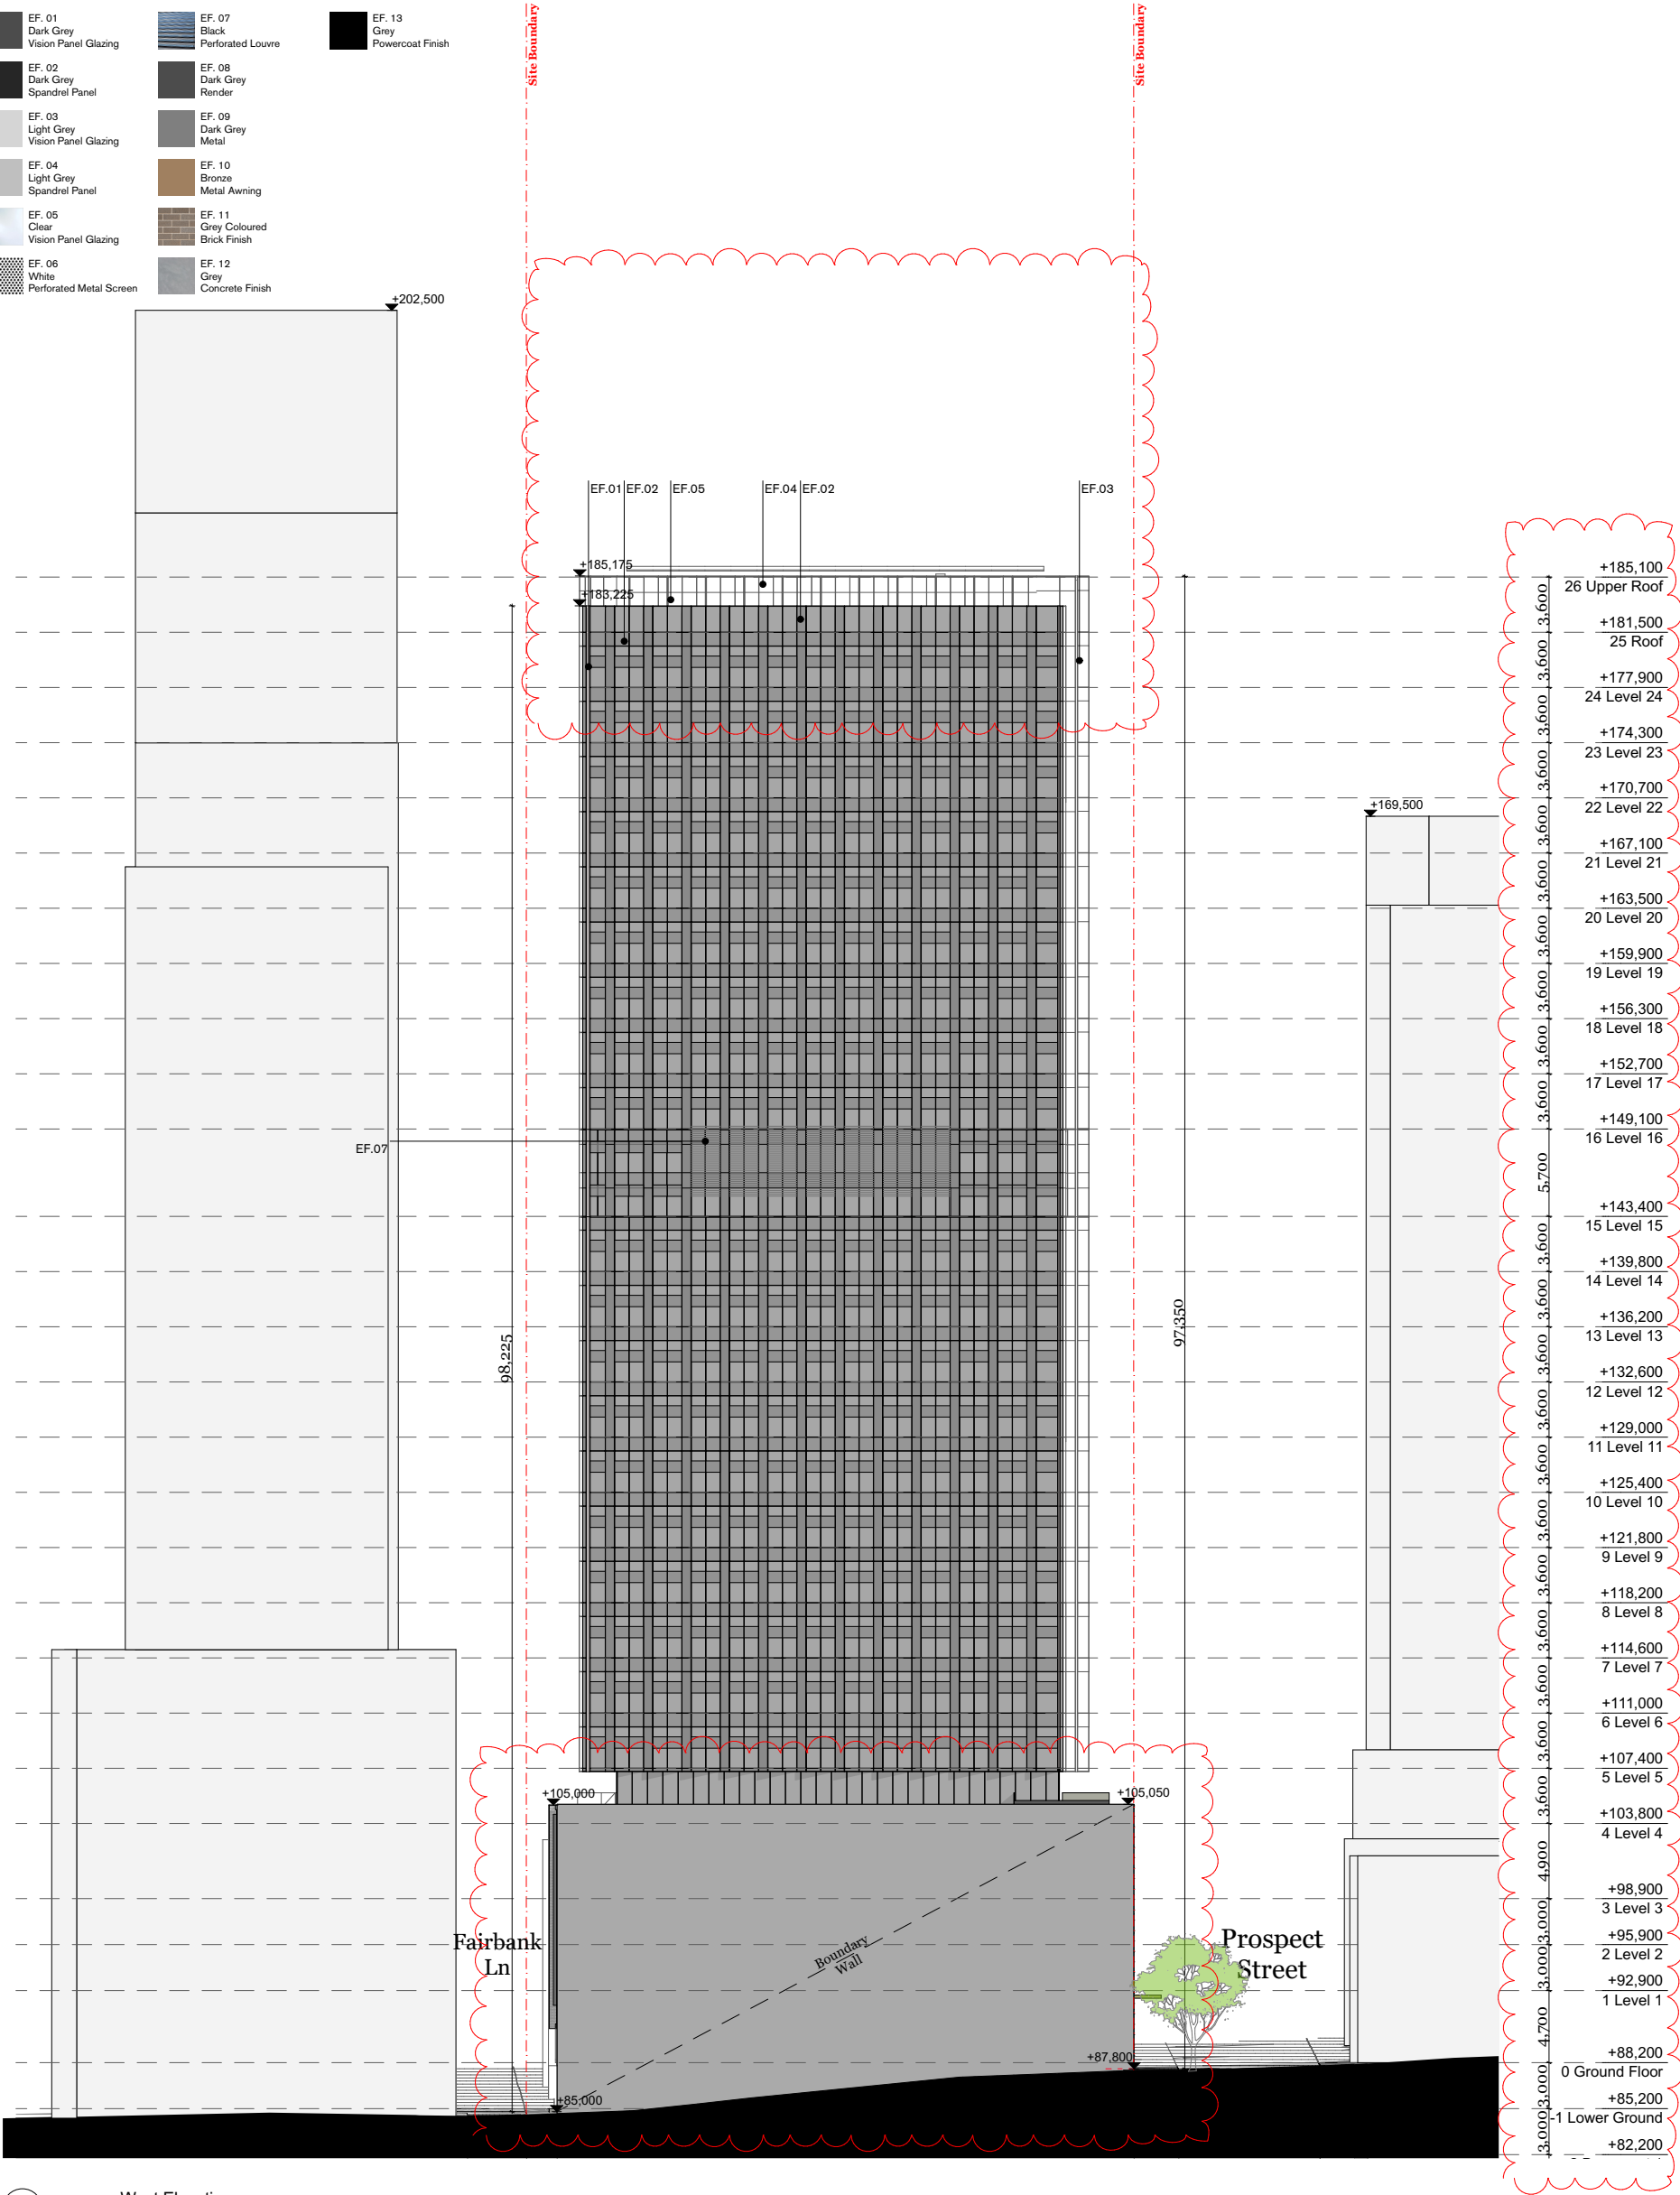 EF. 01
Dark Grey
Vision Panel Glazing
EF. 02
Dark Grey
Spandrel Panel
EF. 03
Light Grey
Vision Panel Glazing
EF. 04
Light Grey
Spandrel Panel
EF. 05
Clear
Vision Panel Glazing
EF. 06
White
Perforated Metal Screen
EF. 07
Black
Perforated Louvre
EF. 08
Dark Grey
Render
EF. 09
Dark Grey
Metal
EF. 10
Bronze
Metal Awning
EF. 11
Grey Coloured
Brick Finish
EF. 12
Grey
Concrete Finish
EF. 13
Grey
Powercoat Finish
Site Boundary
Site Boundary
+202,500
EF.01 EF.02 EF.05 EF.04 EF.02 EF.03
+185,175
+183,225
+169,500
EF.07
98,225
97,350
+105,000
+105,050
Fairbank
Ln
Boundary
Wall
Prospect
Street
+87,800
+85,000
+185,100
26 Upper Roof
3,600
+181,500
25 Roof
3,600
+177,900
24 Level 24
3,600
+174,300
23 Level 23
3,600
+170,700
22 Level 22
3,600
+167,100
21 Level 21
3,600
+163,500
20 Level 20
3,600
+159,900
19 Level 19
3,600
+156,300
18 Level 18
3,600
+152,700
17 Level 17
3,600
+149,100
16 Level 16
5,700
+143,400
15 Level 15
3,600
+139,800
14 Level 14
3,600
+136,200
13 Level 13
3,600
+132,600
12 Level 12
3,600
+129,000
11 Level 11
3,600
+125,400
10 Level 10
3,600
+121,800
9 Level 9
3,600
+118,200
8 Level 8
3,600
+114,600
7 Level 7
3,600
+111,000
6 Level 6
3,600
+107,400
5 Level 5
3,600
+103,800
4 Level 4
4,900
+98,900
3 Level 3
3,000
+95,900
2 Level 2
3,000
+92,900
1 Level 1
4,700
+88,200
0 Ground Floor
3,000
+85,200
-1 Lower Ground
3,000
+82,200